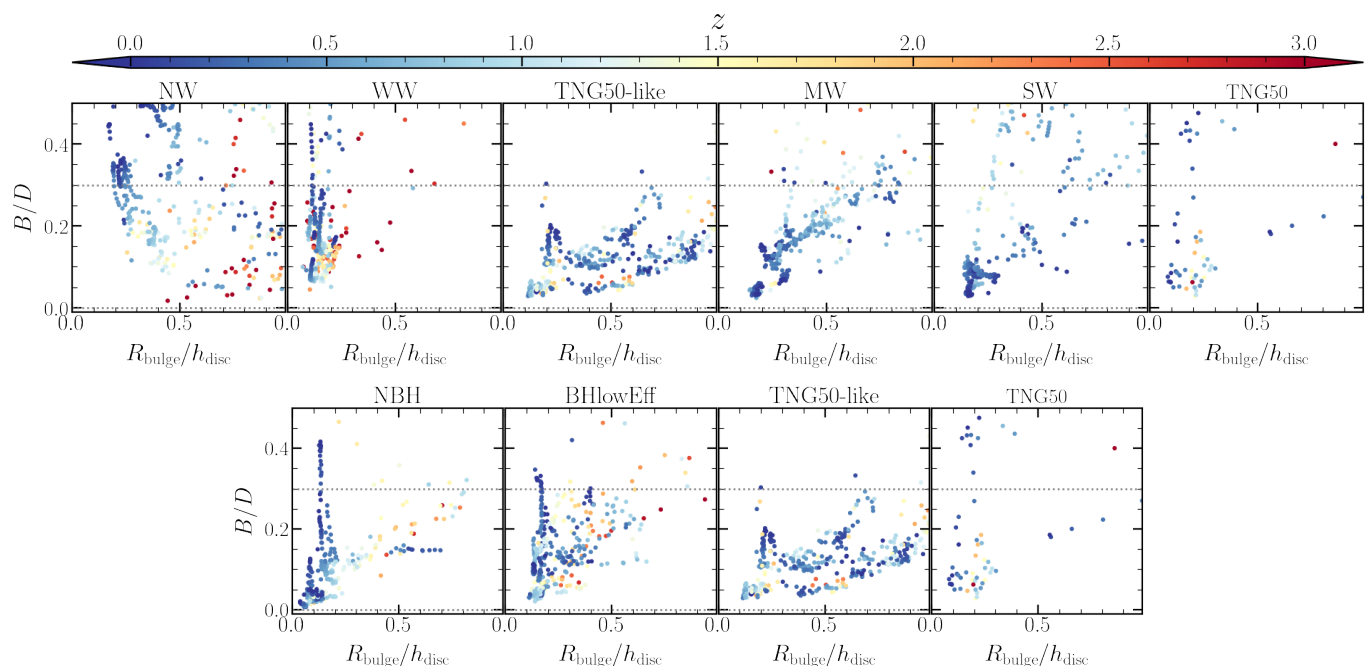 z
0.0 0.5 1.0 1.5 2.0 2.5 3.0
NW WW TNG50-like MW SW TNG50
B/D
0.4
0.2
0.0
0.0 0.5 0.0 0.5 0.0 0.5 0.0 0.5 0.0 0.5 0.0 0.5
R_bulge/h_disc R_bulge/h_disc R_bulge/h_disc R_bulge/h_disc R_bulge/h_disc R_bulge/h_disc
NBH BHlowEff TNG50-like TNG50
B/D
0.4
0.2
0.0
0.0 0.5 0.0 0.5 0.0 0.5 0.0 0.5
R_bulge/h_disc R_bulge/h_disc R_bulge/h_disc R_bulge/h_disc